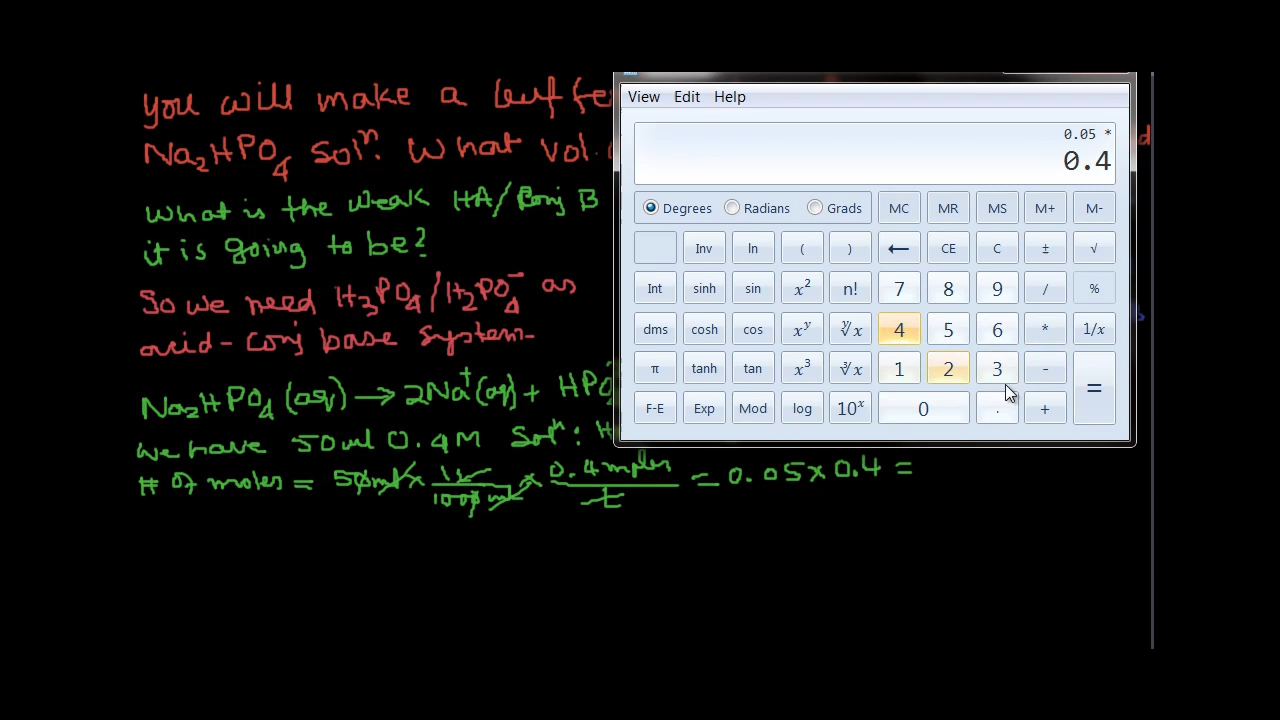 you will make a buffe
Na₂HPO₄ Solⁿ. What vol.
What is the weak HA/Conj B
it is going to be?
So we need H₃PO₄/H₂PO₄⁻ as
acid-conj base system-
Na₂HPO₄(aq) → 2Na⁺(aq) + HPO
We have 50ml 0.4M Solⁿ: H
# of moles = 50ml × 1L/1000ml × 0.4moles/L = 0.05×0.4 =
View Edit Help
0.05 *
0.4
Degrees Radians Grads MC MR MS M+ M-
Inv ln ( ) ← CE C ± √
Int sinh sin x² n! 7 8 9 / %
dms cosh cos xʸ ʸ√x 4 5 6 * 1/x
π tanh tan x³ ³√x 1 2 3 - =
F-E Exp Mod log 10ˣ 0 . +
d
s